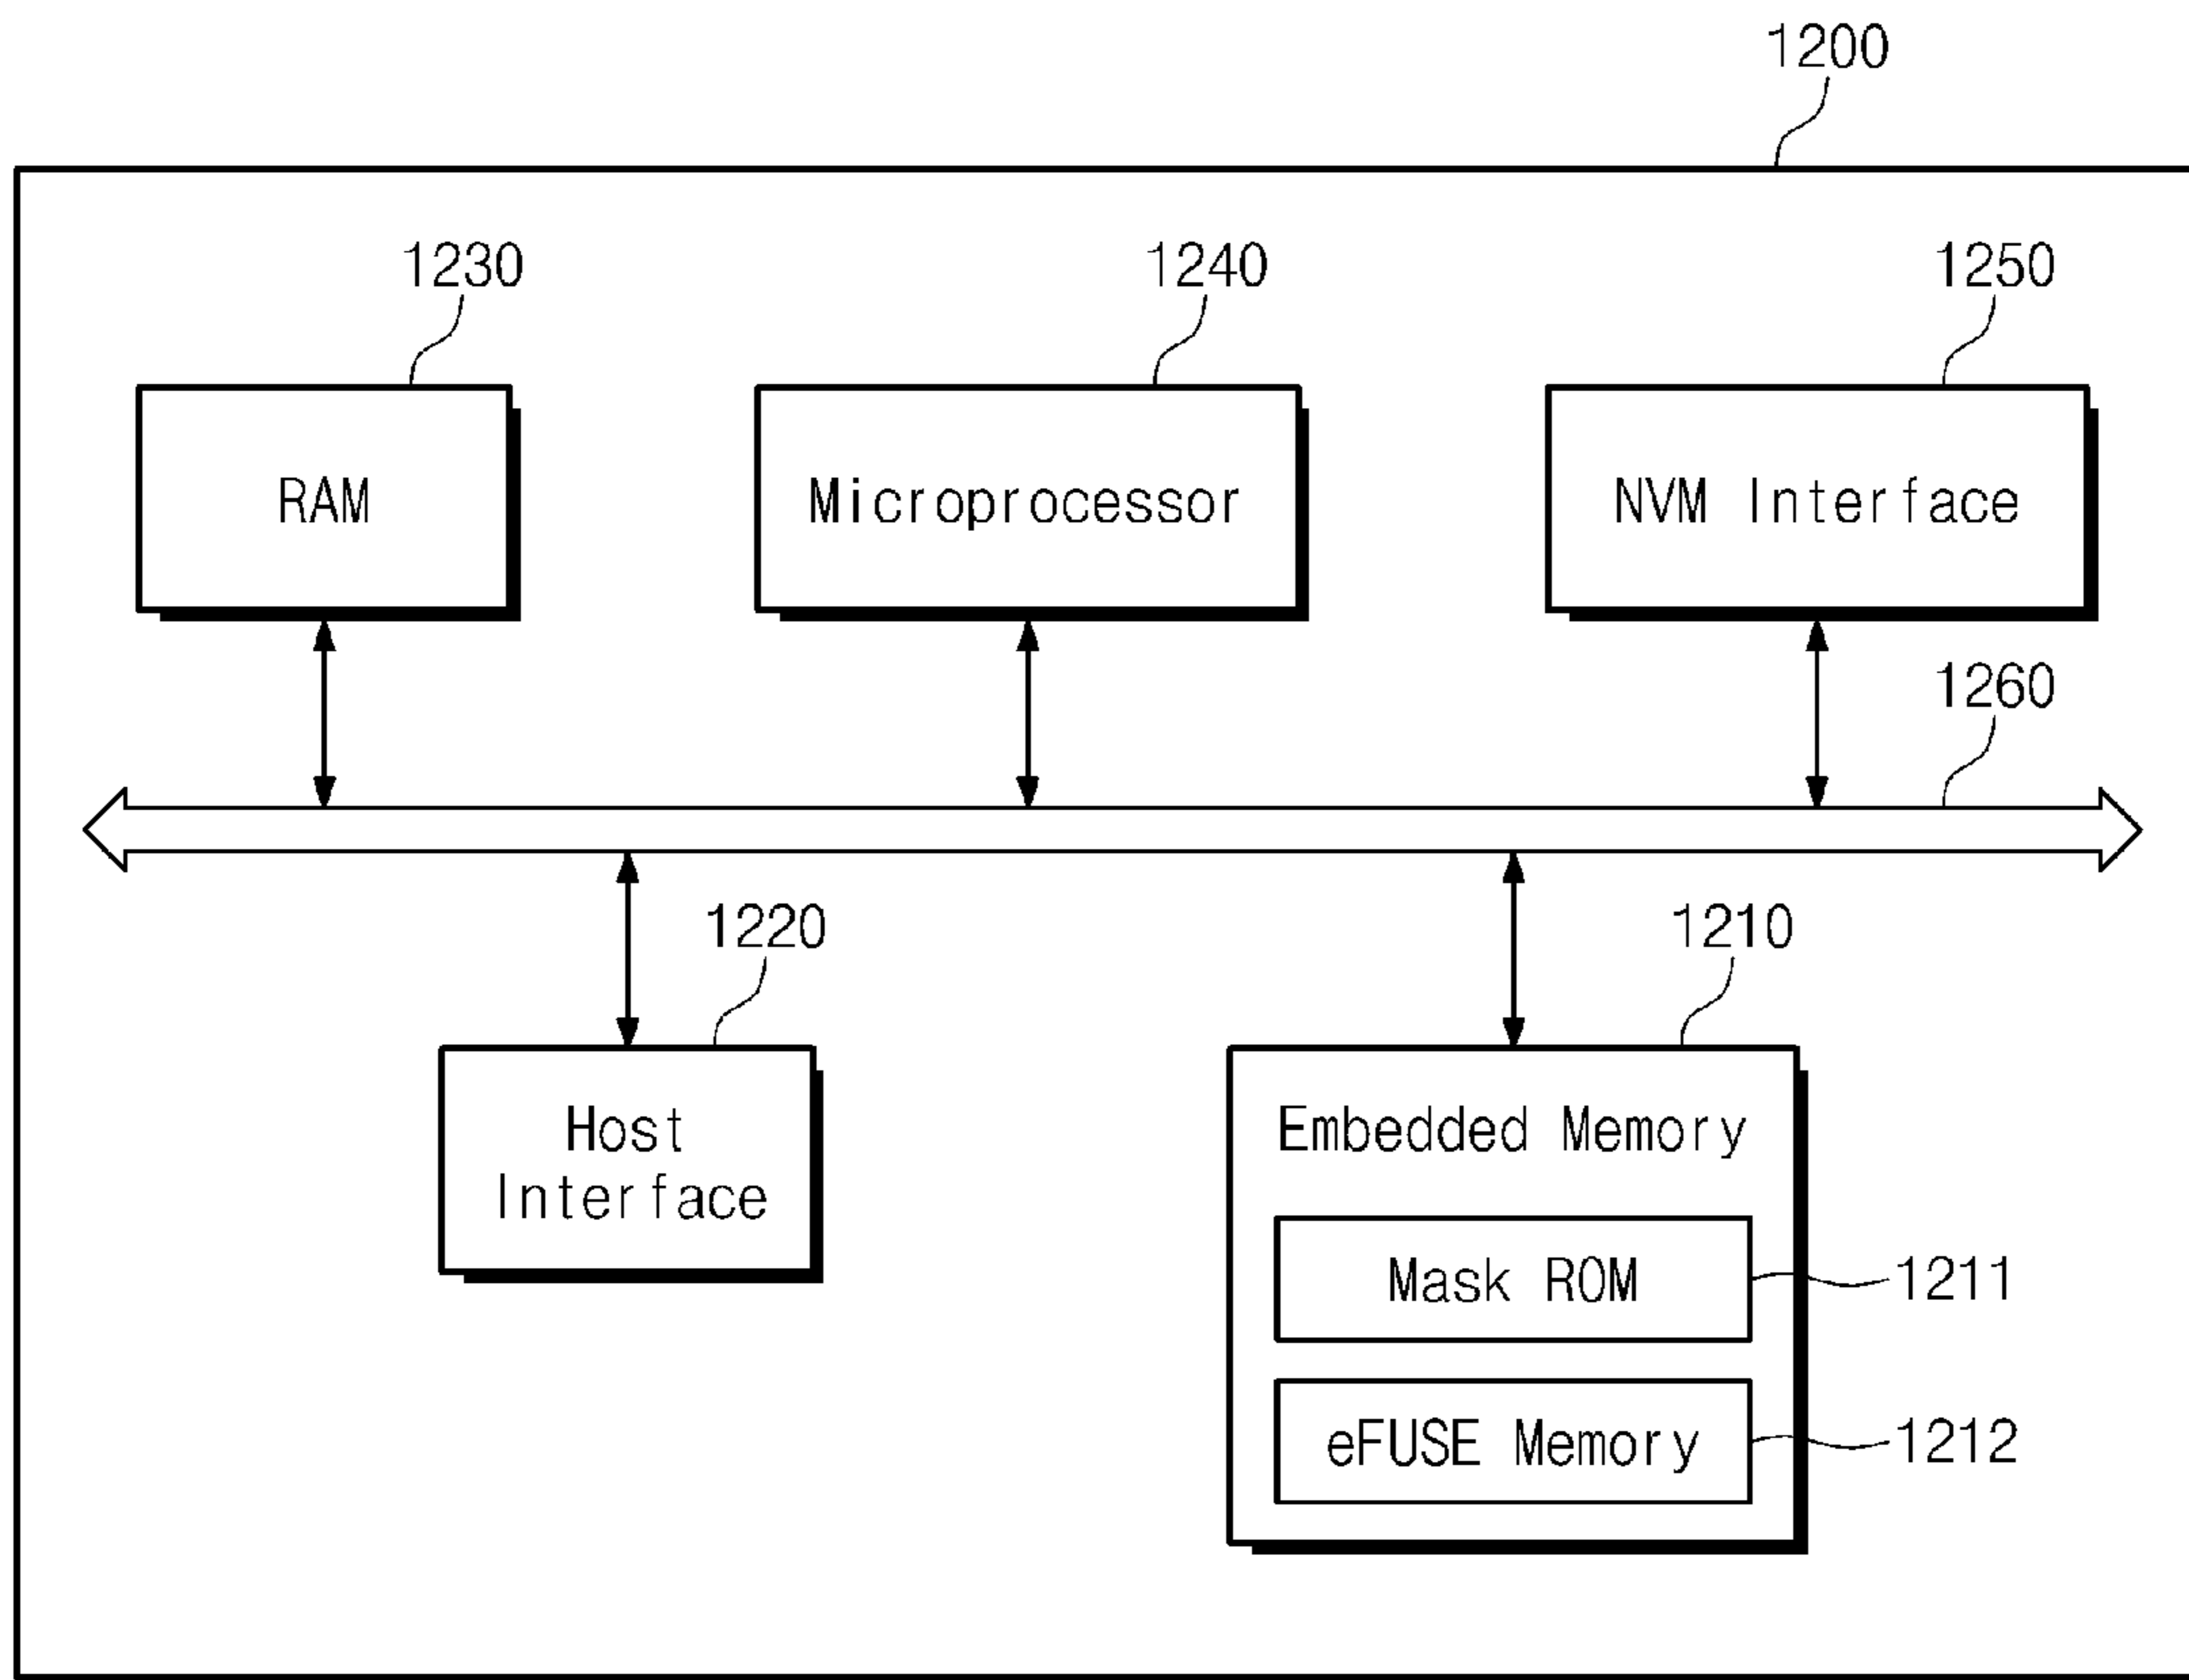 1200
1230
1240
1250
RAM
Microprocessor
NVM Interface
1260
1220
1210
Host
Interface
Embedded Memory
Mask ROM
1211
eFUSE Memory
1212